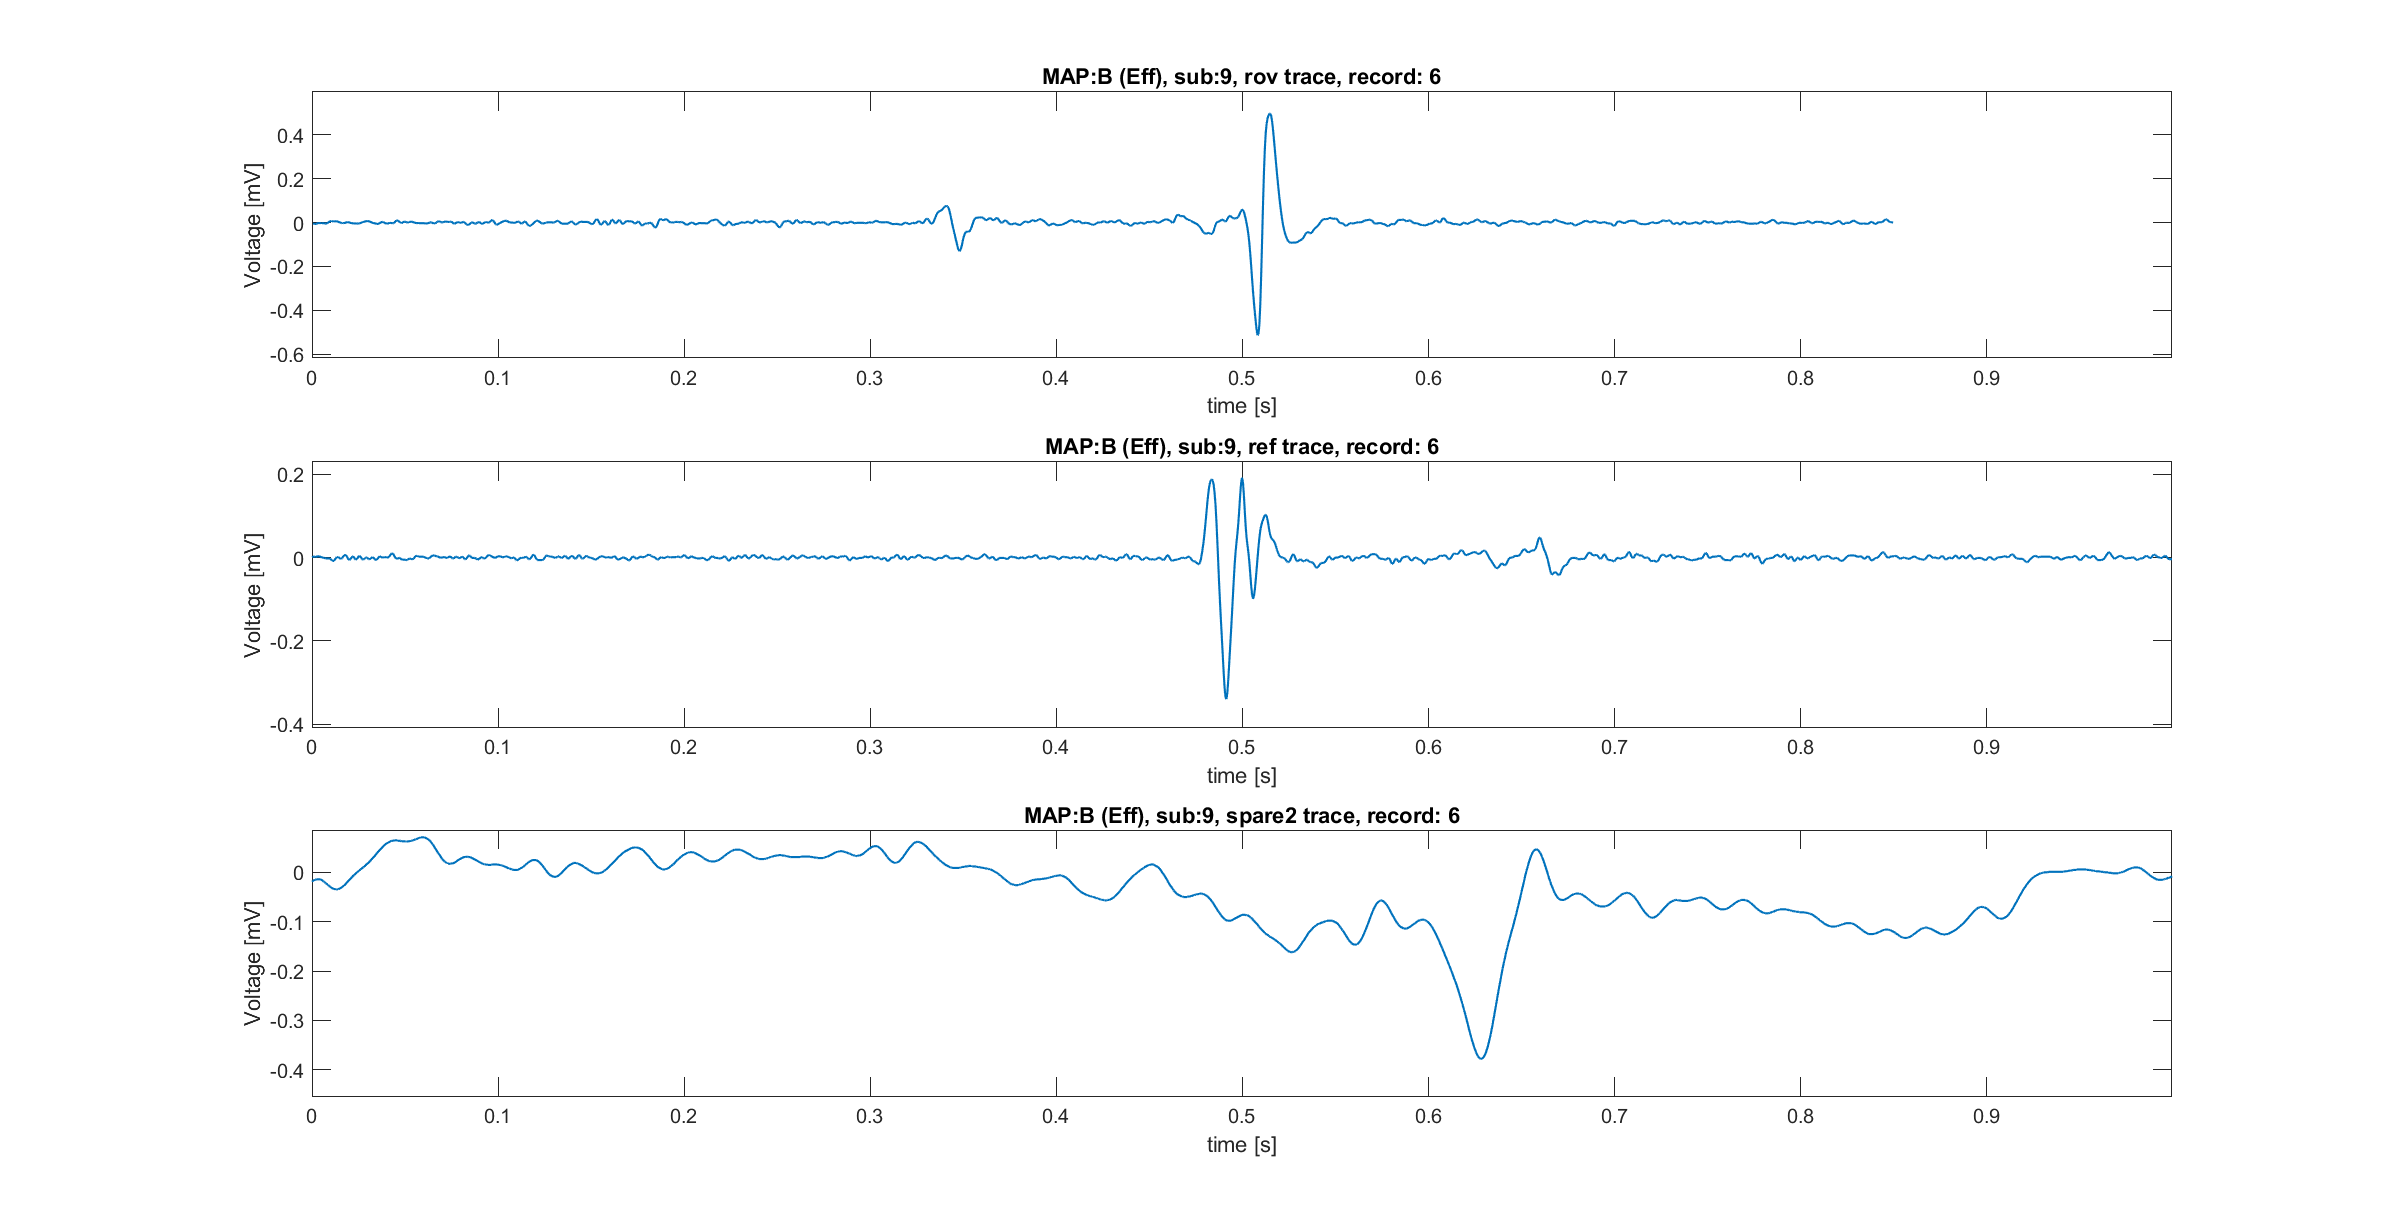 MAP:B (Eff), sub:9, rov trace, record: 6
Voltage [mV]
0.4
0.2
0
-0.2
-0.4
-0.6
0 0.1 0.2 0.3 0.4 0.5 0.6 0.7 0.8 0.9
time [s]
MAP:B (Eff), sub:9, ref trace, record: 6
Voltage [mV]
0.2
0
-0.2
-0.4
0 0.1 0.2 0.3 0.4 0.5 0.6 0.7 0.8 0.9
time [s]
MAP:B (Eff), sub:9, spare2 trace, record: 6
Voltage [mV]
0
-0.1
-0.2
-0.3
-0.4
0 0.1 0.2 0.3 0.4 0.5 0.6 0.7 0.8 0.9
time [s]